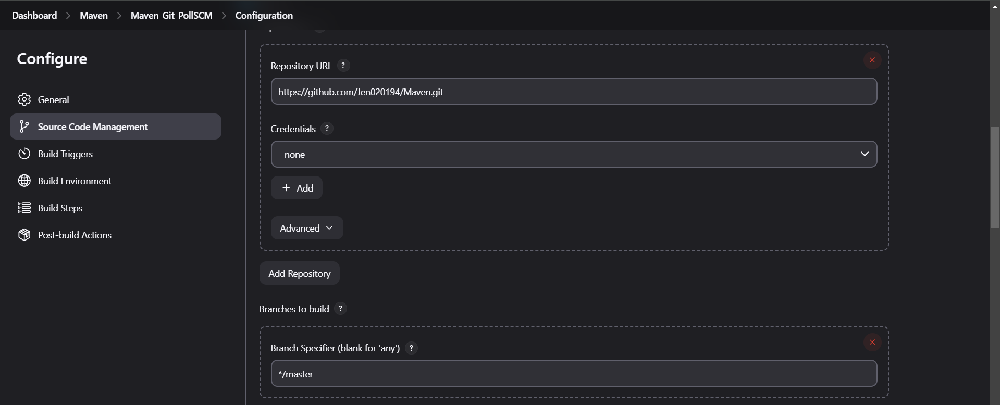 Dashboard > Maven > Maven_Git_PollSCM > Configuration
Configure
General
Source Code Management
Build Triggers
Build Environment
Build Steps
Post-build Actions
Repository URL ?
https://github.com/Jen020194/Maven.git
Credentials ?
- none -
+ Add
Advanced
Add Repository
Branches to build ?
Branch Specifier (blank for 'any') ?
*/master